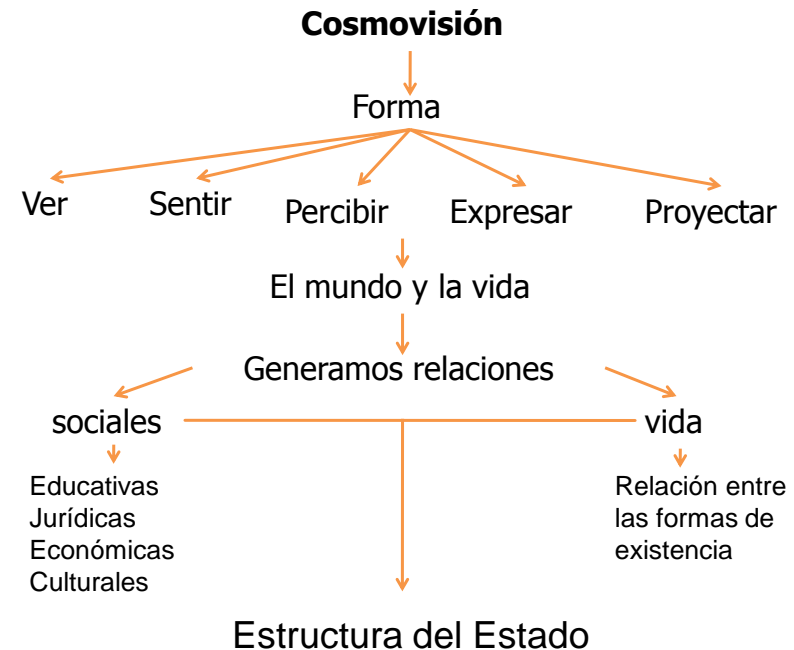 Cosmovisión
Forma
Ver
Sentir
Percibir
Expresar
Proyectar
El mundo y la vida
Generamos relaciones
sociales
vida
Educativas
Jurídicas
Económicas
Culturales
Relación entre
las formas de
existencia
Estructura del Estado